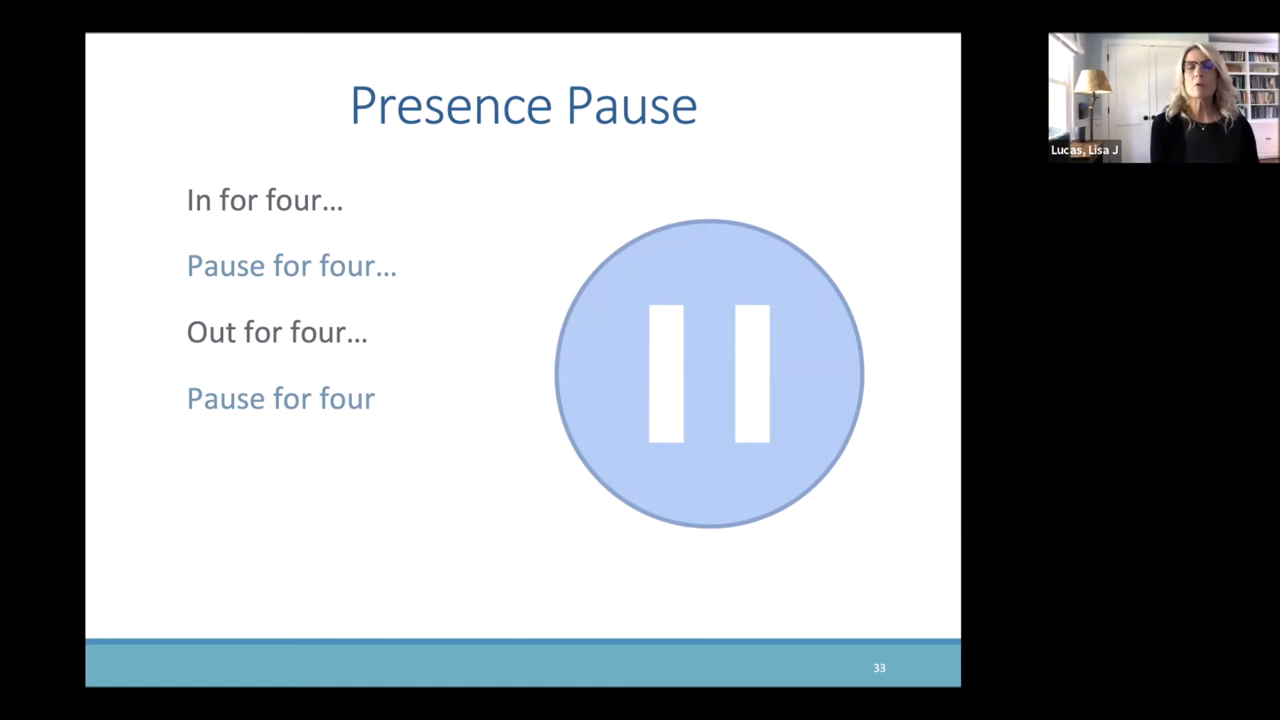 Presence Pause
In for four...
Pause for four...
Out for four...
Pause for four
33
Lucas, Lisa J